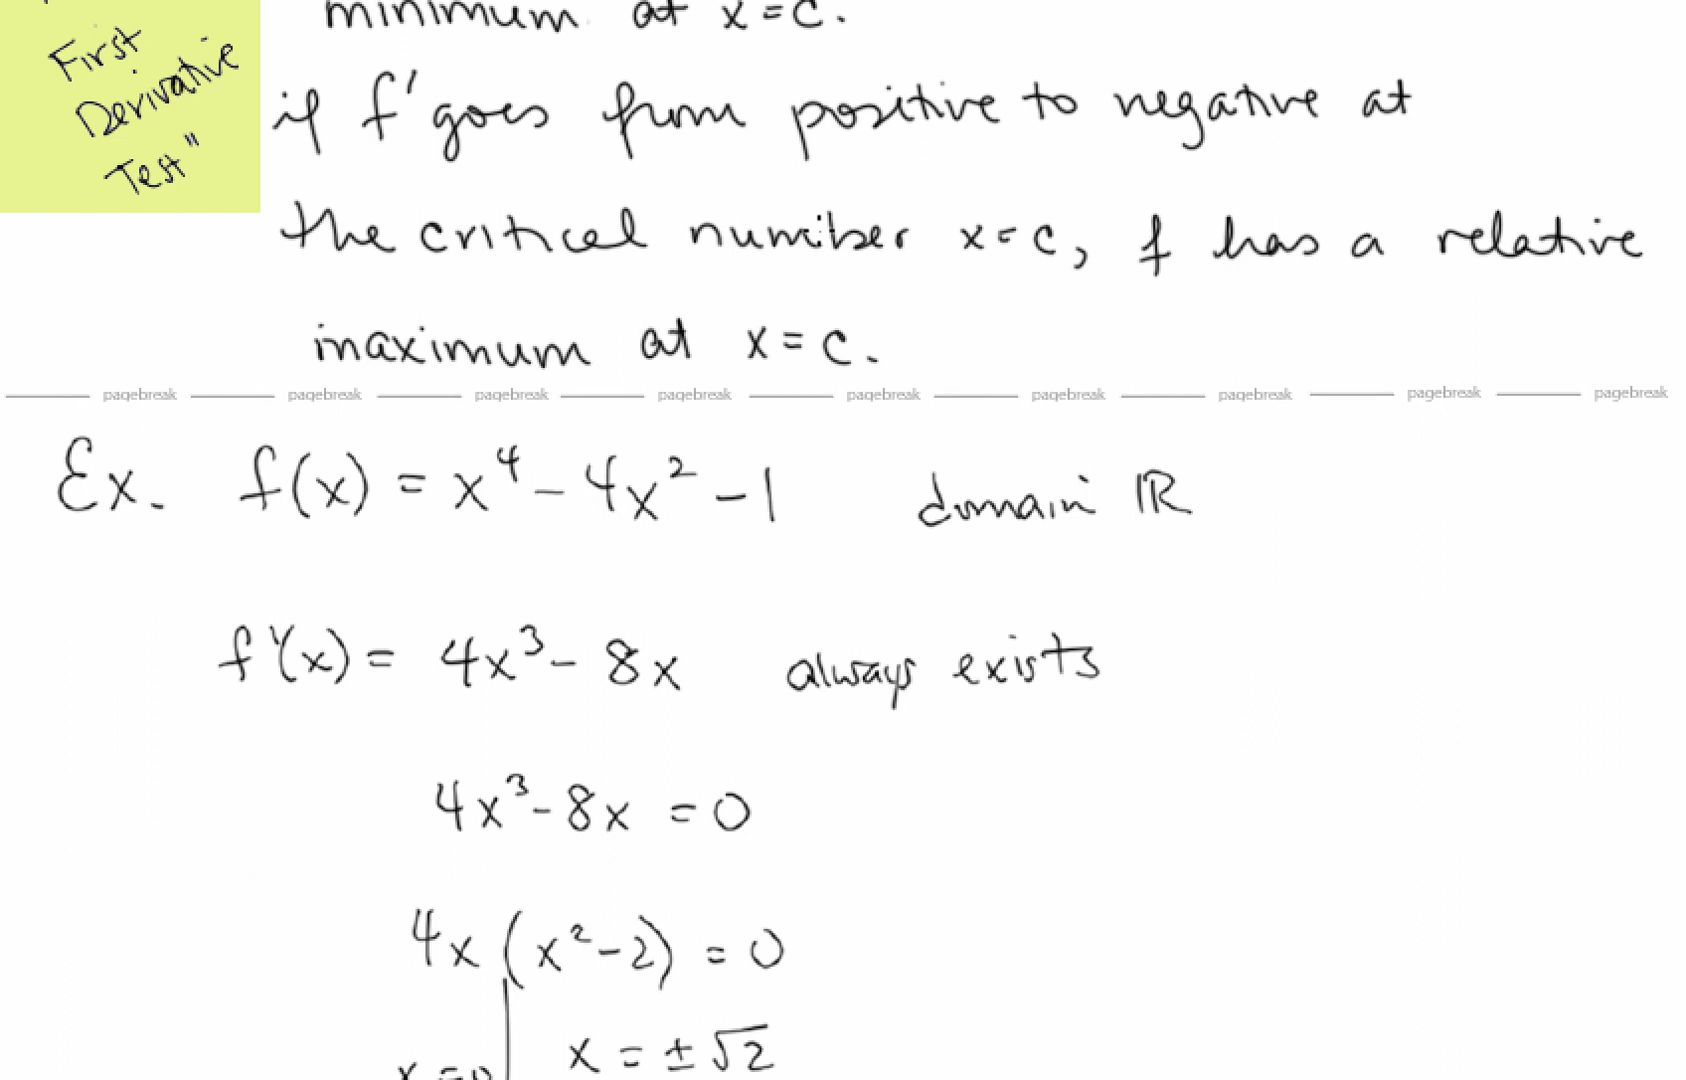 minimum at x = c.
First
Derivative
Test"
if f' goes from positive to negative at
the critical number x = c, f has a relative
maximum at x = c.
pagebreak pagebreak pagebreak pagebreak pagebreak pagebreak pagebreak pagebreak pagebreak
Ex. f(x) = x⁴ - 4x² - 1 domain ℝ
f'(x) = 4x³ - 8x always exists
4x³ - 8x = 0
4x (x² - 2) = 0
x = 0 | x = ± √2